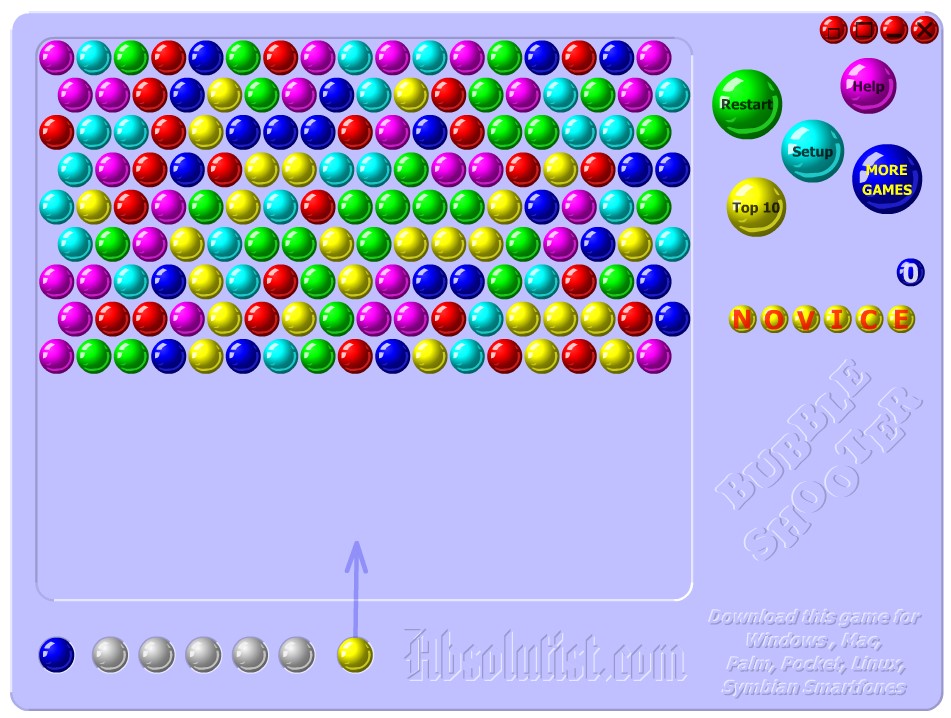 Restart
Help
Setup
MORE
GAMES
Top 10
0
NOVICE
BUBBLE
SHOOTER
Absolutist.com
Download this game for
Windows, Mac,
Palm, Pocket, Linux,
Symbian Smartfones